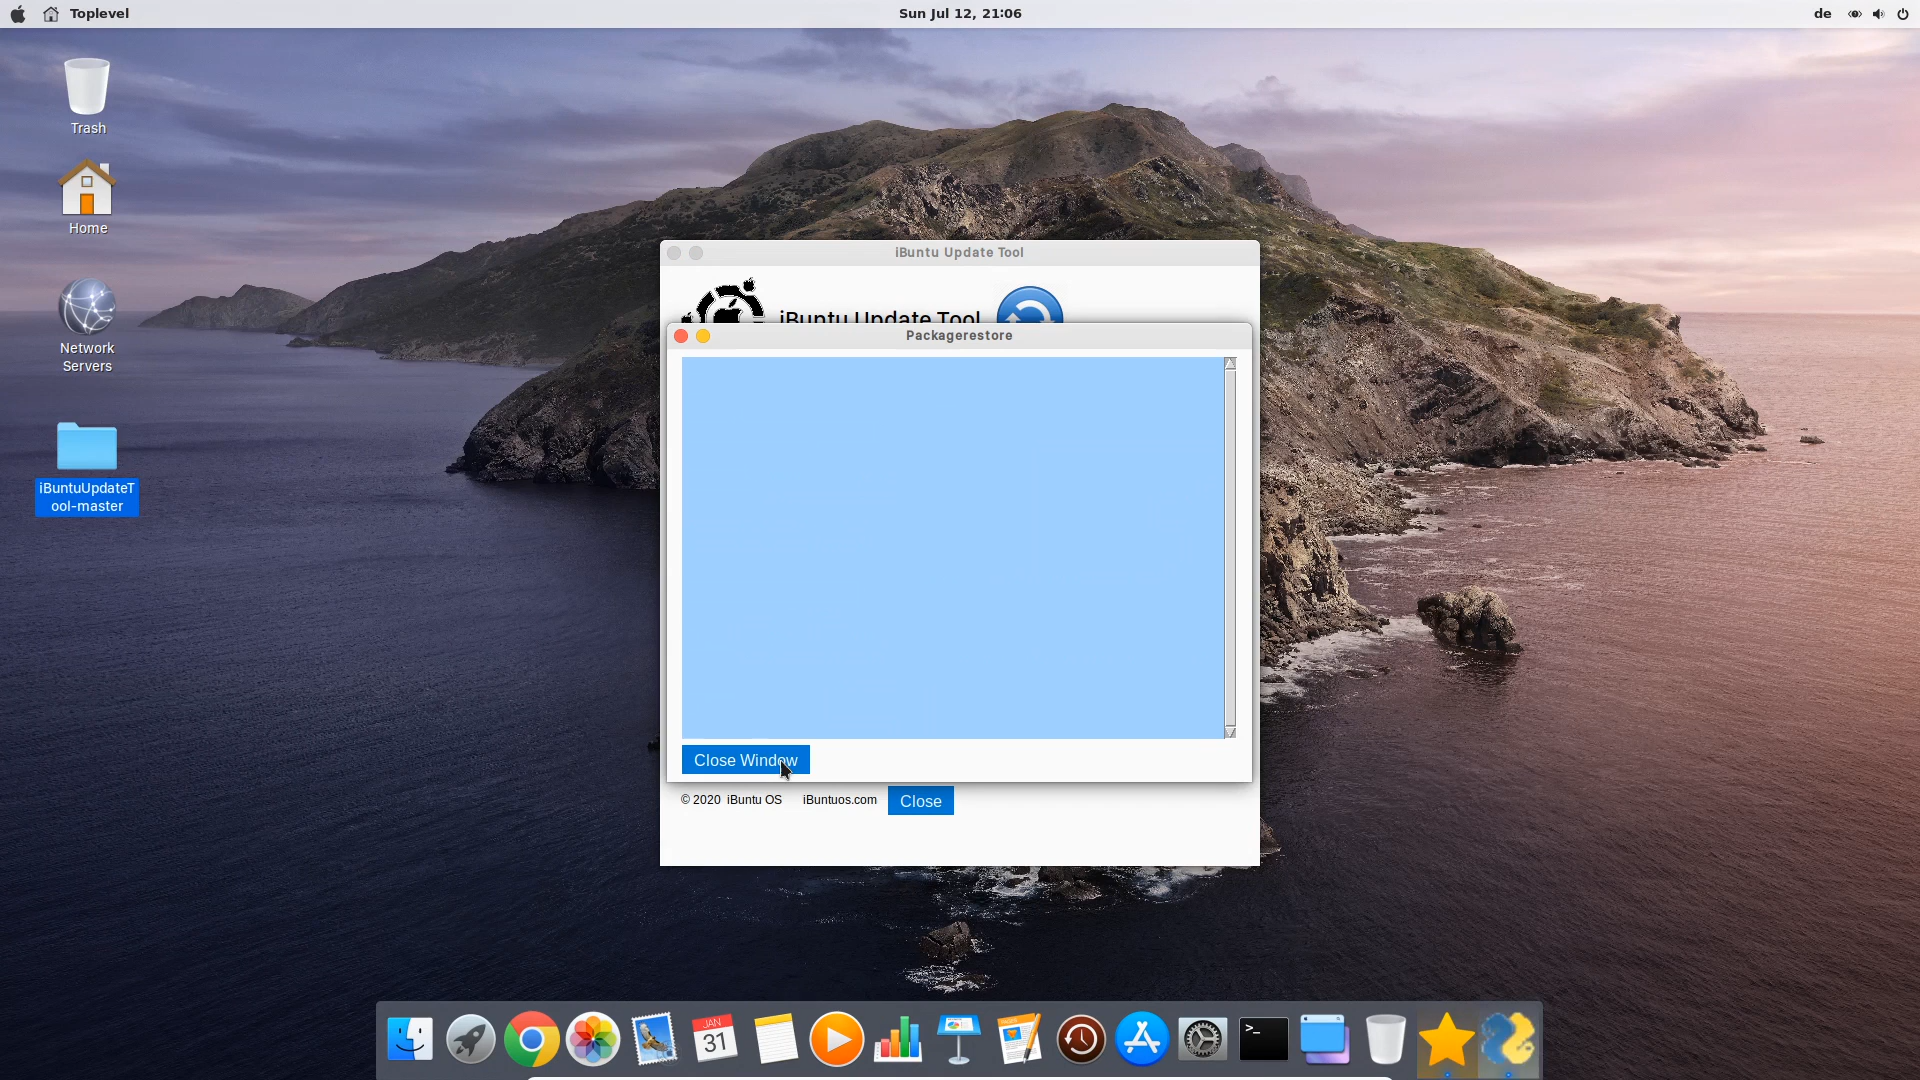 Toplevel
Sun Jul 12, 21:06
de
Trash
Home
Network
Servers
iBuntuUpdateT
ool-master
iBuntu Update Tool
iBuntu Update Tool
Packagerestore
Close Window
© 2020 iBuntu OS
iBuntuos.com
Close
JAN
31
PAGES
>_